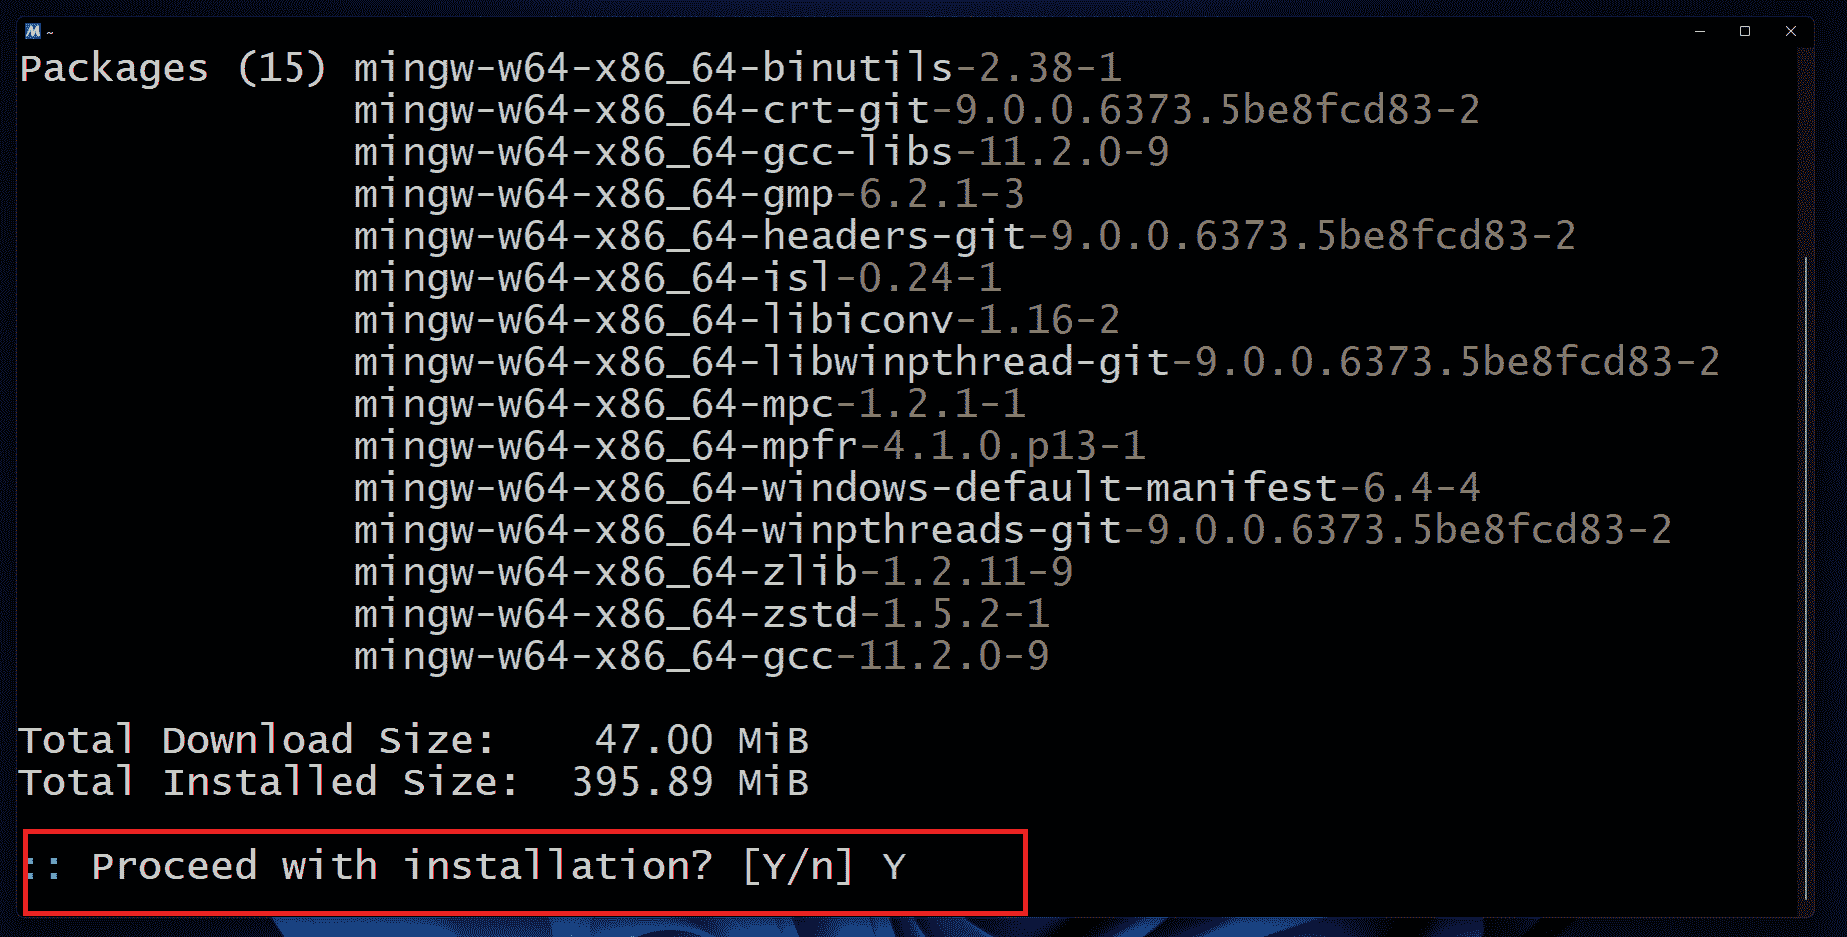 ~
Packages (15) mingw-w64-x86_64-binutils-2.38-1
mingw-w64-x86_64-crt-git-9.0.0.6373.5be8fcd83-2
mingw-w64-x86_64-gcc-libs-11.2.0-9
mingw-w64-x86_64-gmp-6.2.1-3
mingw-w64-x86_64-headers-git-9.0.0.6373.5be8fcd83-2
mingw-w64-x86_64-isl-0.24-1
mingw-w64-x86_64-libiconv-1.16-2
mingw-w64-x86_64-libwinpthread-git-9.0.0.6373.5be8fcd83-2
mingw-w64-x86_64-mpc-1.2.1-1
mingw-w64-x86_64-mpfr-4.1.0.p13-1
mingw-w64-x86_64-windows-default-manifest-6.4-4
mingw-w64-x86_64-winpthreads-git-9.0.0.6373.5be8fcd83-2
mingw-w64-x86_64-zlib-1.2.11-9
mingw-w64-x86_64-zstd-1.5.2-1
mingw-w64-x86_64-gcc-11.2.0-9
Total Download Size: 47.00 MiB
Total Installed Size: 395.89 MiB
:: Proceed with installation? [Y/n] Y